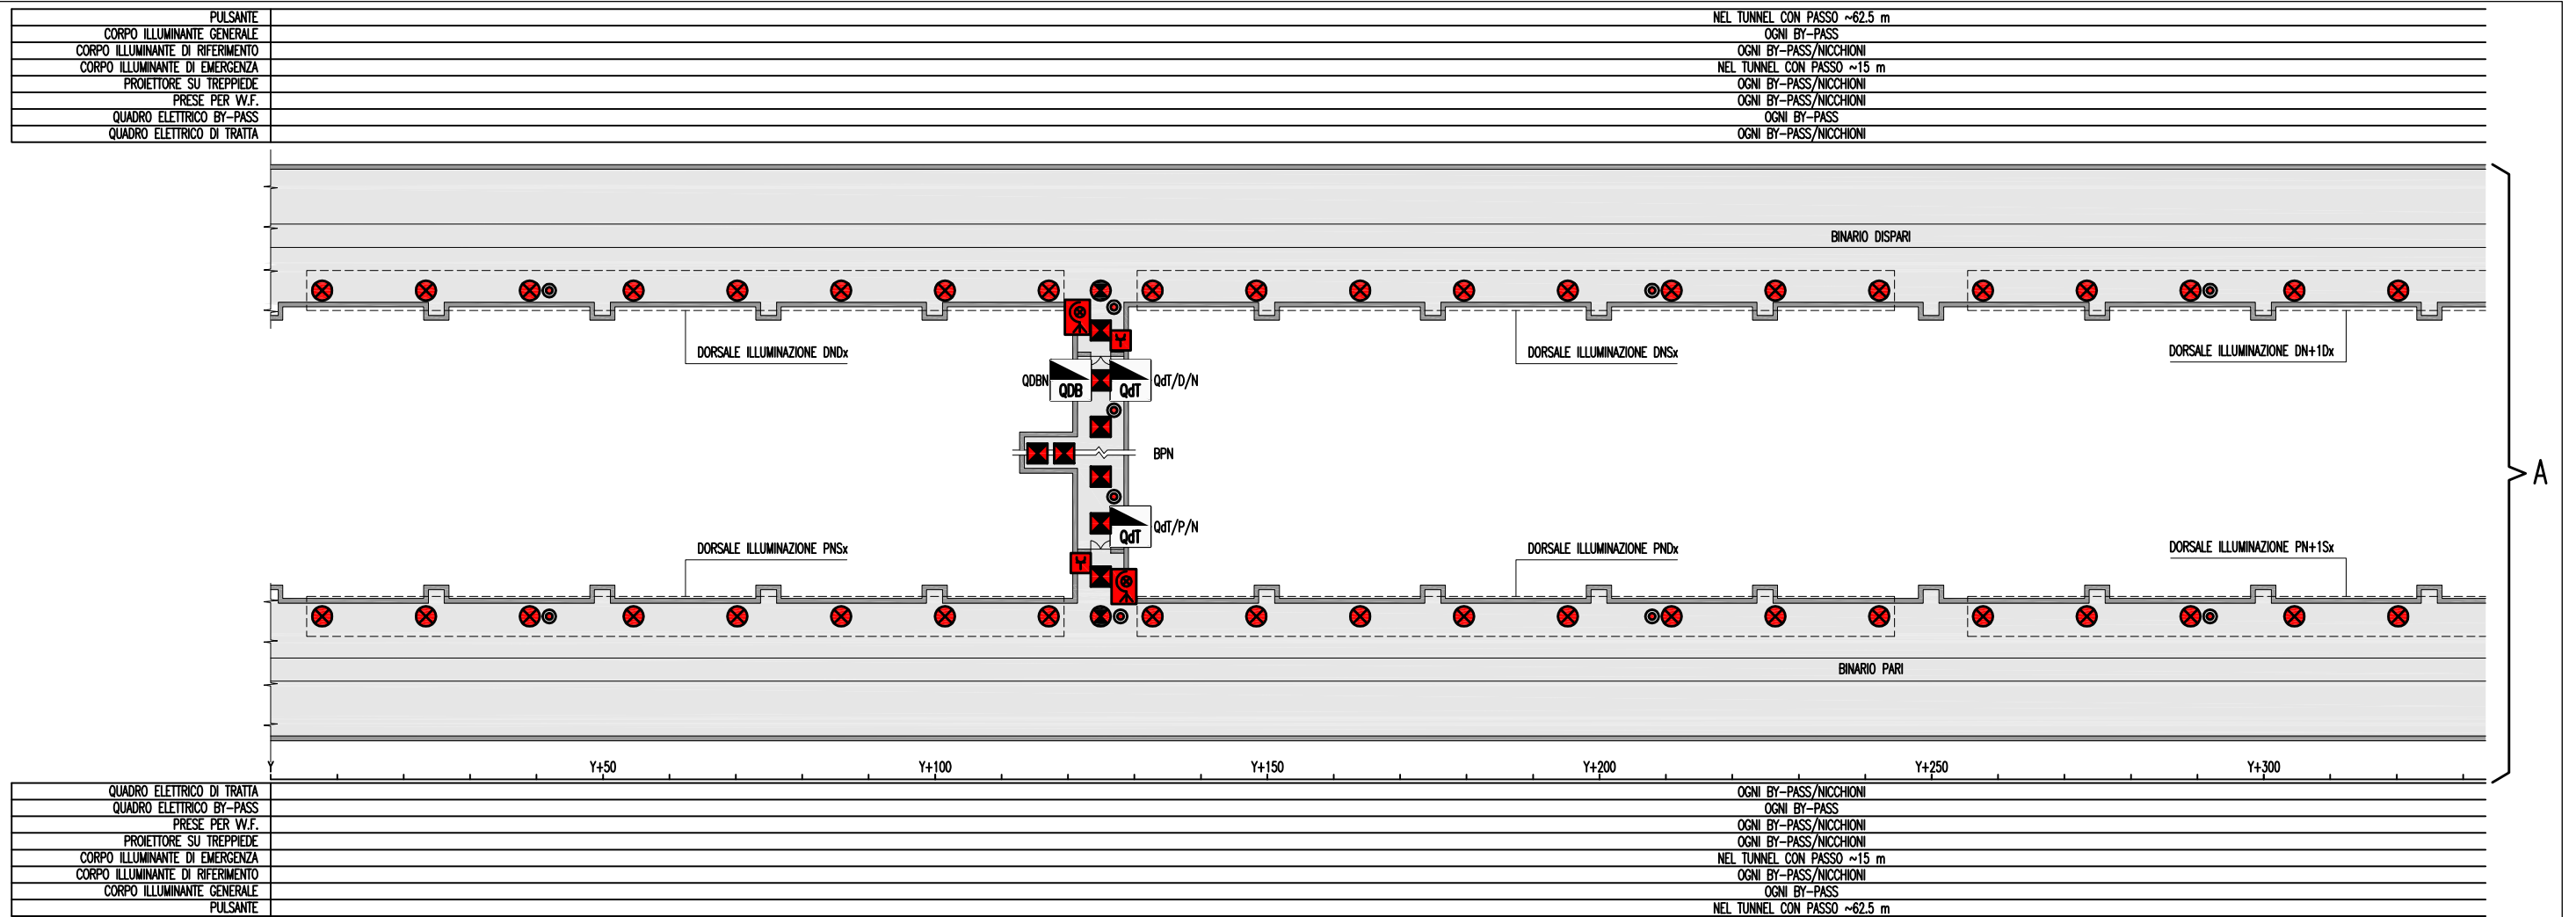 PULSANTE NEL TUNNEL CON PASSO ~62.5 m
CORPO ILLUMINANTE GENERALE OGNI BY-PASS
CORPO ILLUMINANTE DI RIFERIMENTO OGNI BY-PASS/NICCHIONI
CORPO ILLUMINANTE DI EMERGENZA NEL TUNNEL CON PASSO ~15 m
PROIETTORE SU TREPPIEDE OGNI BY-PASS/NICCHIONI
PRESE PER W.F. OGNI BY-PASS/NICCHIONI
QUADRO ELETTRICO BY-PASS OGNI BY-PASS
QUADRO ELETTRICO DI TRATTA OGNI BY-PASS/NICCHIONI
BINARIO DISPARI
DORSALE ILLUMINAZIONE DNDx
DORSALE ILLUMINAZIONE DNSx
DORSALE ILLUMINAZIONE DN+1Dx
QDBN QDB QdT QdT/D/N
BPN
A
QdT QdT/P/N
DORSALE ILLUMINAZIONE PNSx
DORSALE ILLUMINAZIONE PNDx
DORSALE ILLUMINAZIONE PN+1Sx
BINARIO PARI
Y Y+50 Y+100 Y+150 Y+200 Y+250 Y+300
QUADRO ELETTRICO DI TRATTA OGNI BY-PASS/NICCHIONI
QUADRO ELETTRICO BY-PASS OGNI BY-PASS
PRESE PER W.F. OGNI BY-PASS/NICCHIONI
PROIETTORE SU TREPPIEDE OGNI BY-PASS/NICCHIONI
CORPO ILLUMINANTE DI EMERGENZA NEL TUNNEL CON PASSO ~15 m
CORPO ILLUMINANTE DI RIFERIMENTO OGNI BY-PASS/NICCHIONI
CORPO ILLUMINANTE GENERALE OGNI BY-PASS
PULSANTE NEL TUNNEL CON PASSO ~62.5 m